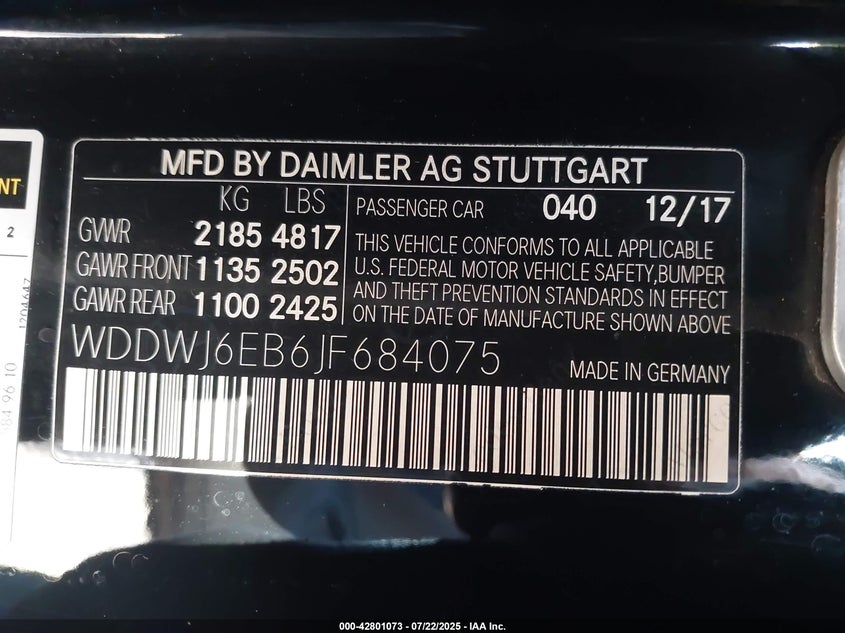 MFD BY DAIMLER AG STUTTGART
KG LBS
GVWR 2185 4817
GAWR FRONT 1135 2502
GAWR REAR 1100 2425
PASSENGER CAR 040 12/17
THIS VEHICLE CONFORMS TO ALL APPLICABLE
U.S. FEDERAL MOTOR VEHICLE SAFETY,BUMPER
AND THEFT PREVENTION STANDARDS IN EFFECT
ON THE DATE OF MANUFACTURE SHOWN ABOVE
WDDWJ6EB6JF684075
MADE IN GERMANY
2
000-42801073 - 07/22/2025 - IAA Inc.